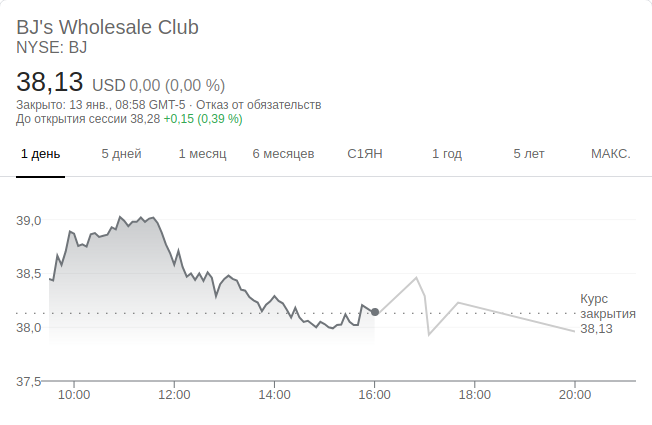 BJ's Wholesale Club
NYSE: BJ
38,13 USD 0,00 (0,00 %)
Закрыто: 13 янв., 08:58 GMT-5 · Отказ от обязательств
До открытия сессии 38,28 +0,15 (0,39 %)
1 день 5 дней 1 месяц 6 месяцев С1ЯН 1 год 5 лет МАКС.
39,0
38,5
Курс
закрытия
38,13
38,0
37,5
10:00 12:00 14:00 16:00 18:00 20:00